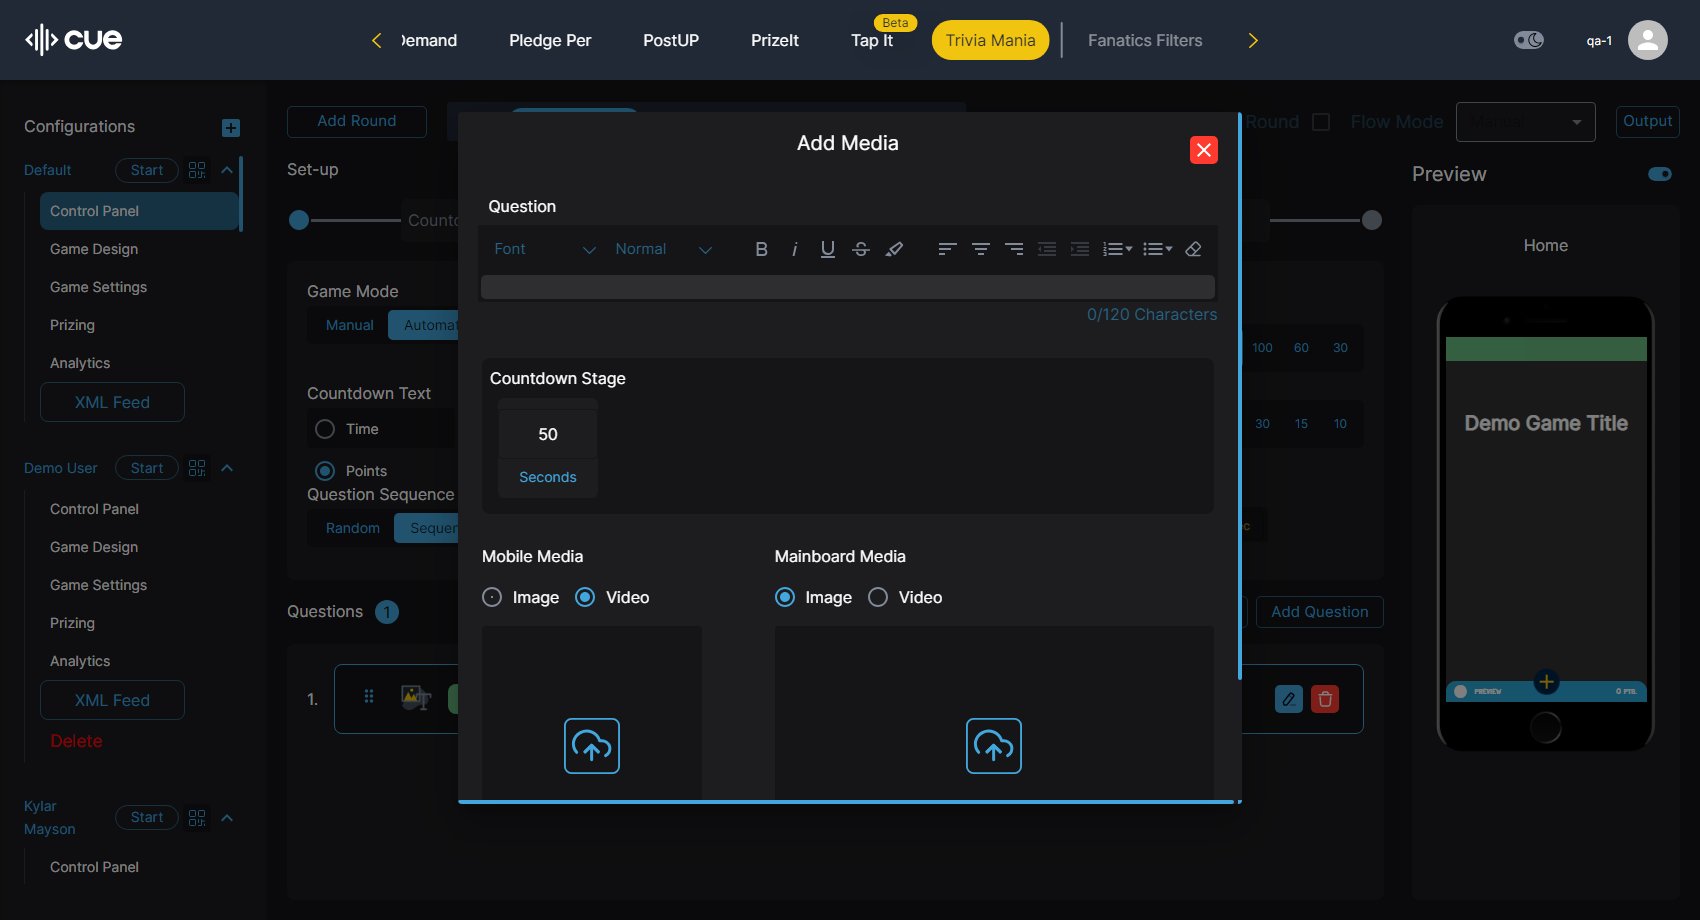 cue
Demand
Pledge Per
PostUP
PrizeIt
Tap It
Beta
Trivia Mania
Fanatics Filters
qa-1
Configurations
Default
Start
Control Panel
Game Design
Game Settings
Prizing
Analytics
XML Feed
Demo User
Start
Control Panel
Game Design
Game Settings
Prizing
Analytics
XML Feed
Delete
Kylar
Mayson
Start
Control Panel
Add Round
Round
Flow Mode
Output
Set-up
Game Mode
Manual
Countdown Text
Time
Points
Question Sequence
Random
Questions 1
1.
Add Media
Question
Font
Normal
0/120 Characters
Countdown Stage
50
Seconds
Mobile Media
Image
Video
Mainboard Media
Image
Video
100 60 30
30 15 10
Add Question
Preview
Home
Demo Game Title
PREVIEW
0 PTS.